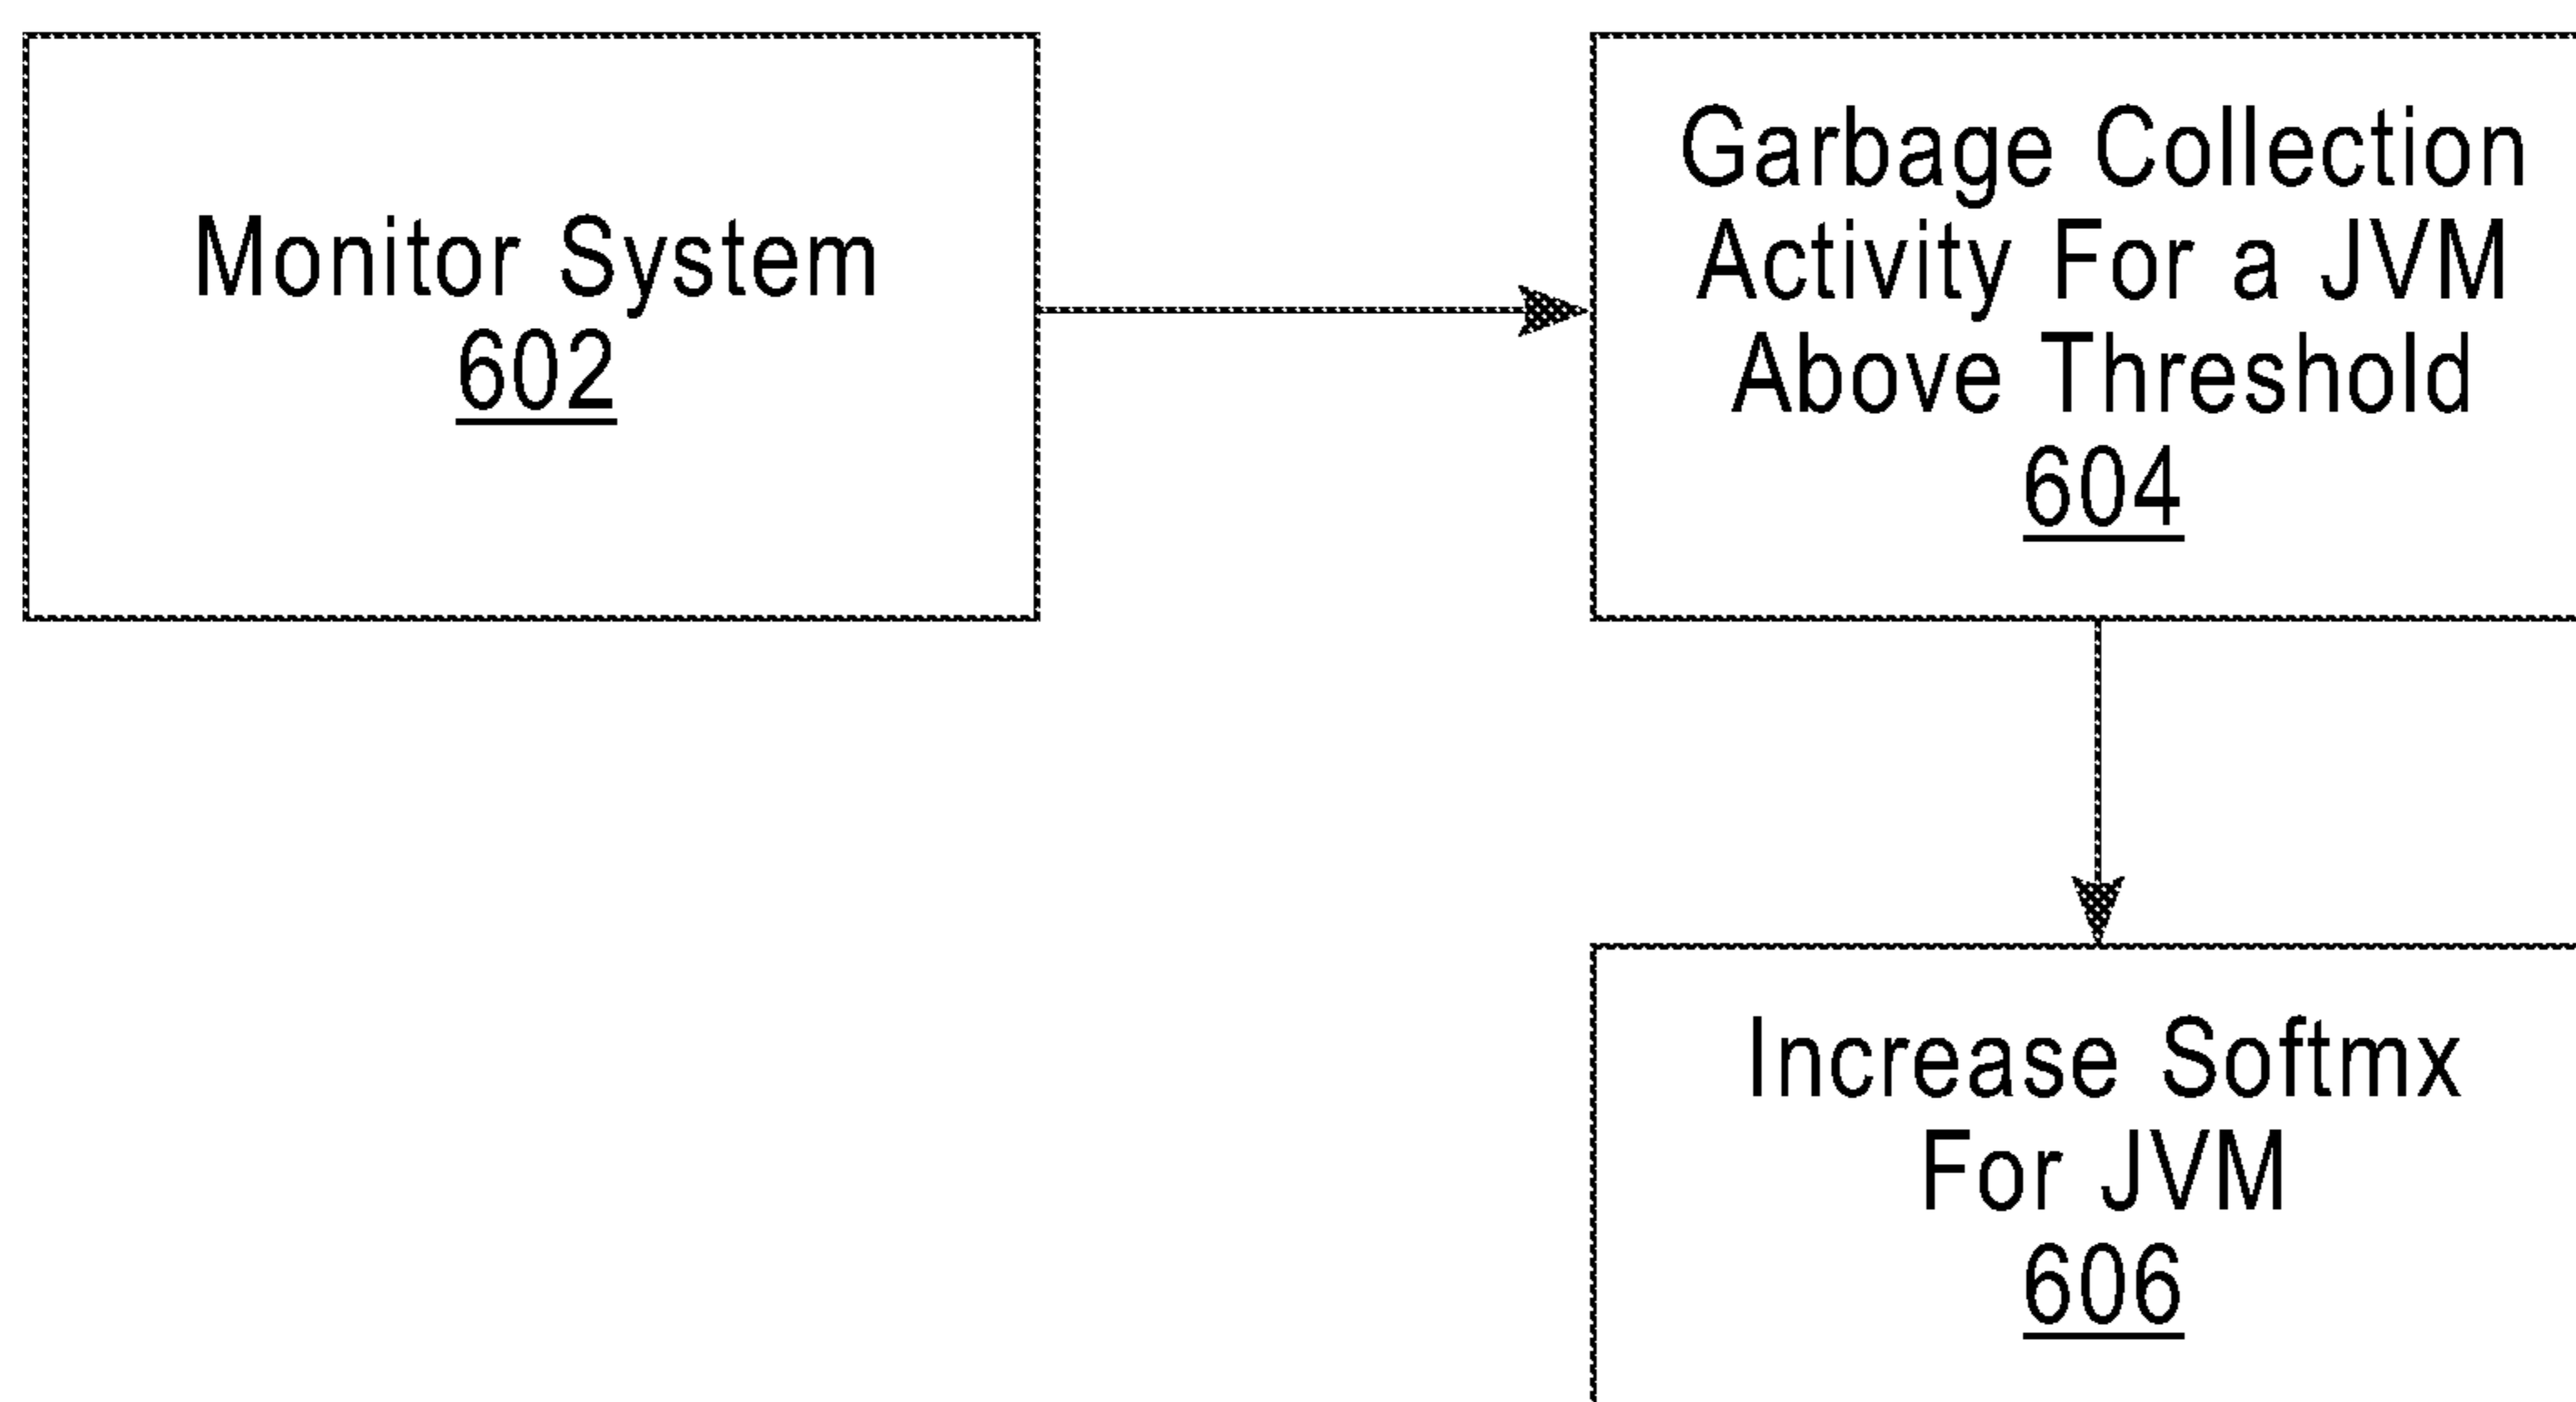 Monitor System
602
Garbage Collection
Activity For a JVM
Above Threshold
604
Increase Softmx
For JVM
606